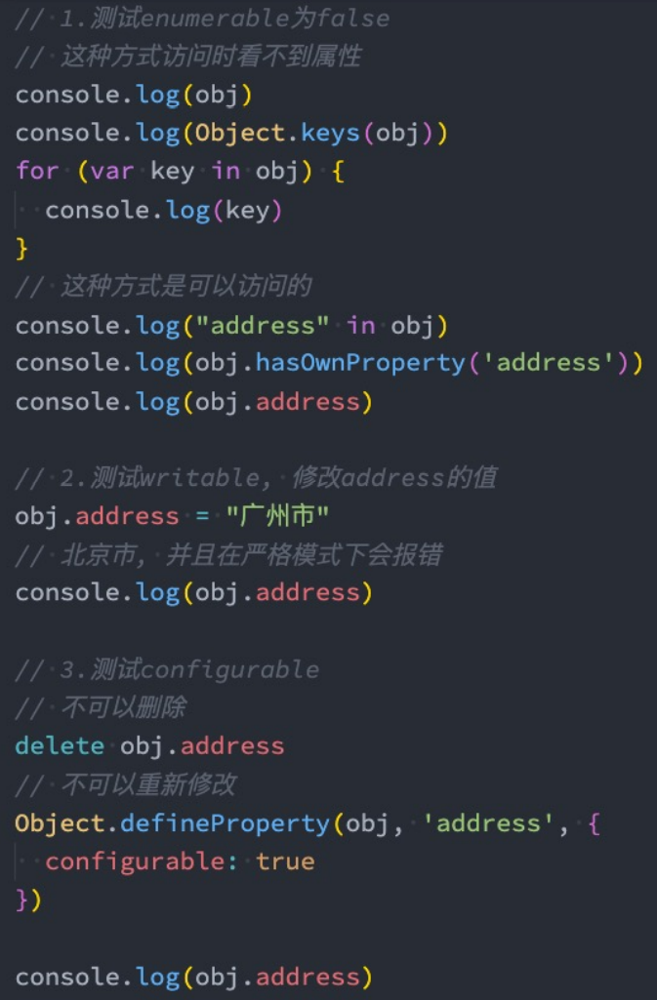 // 1.测试enumerable为false
// 这种方式访问时看不到属性
console.log(obj)
console.log(Object.keys(obj))
for (var key in obj) {
  console.log(key)
}
// 这种方式是可以访问的
console.log("address" in obj)
console.log(obj.hasOwnProperty('address'))
console.log(obj.address)

// 2.测试writable, 修改address的值
obj.address = "广州市"
// 北京市, 并且在严格模式下会报错
console.log(obj.address)

// 3.测试configurable
// 不可以删除
delete obj.address
// 不可以重新修改
Object.defineProperty(obj, 'address', {
  configurable: true
})

console.log(obj.address)